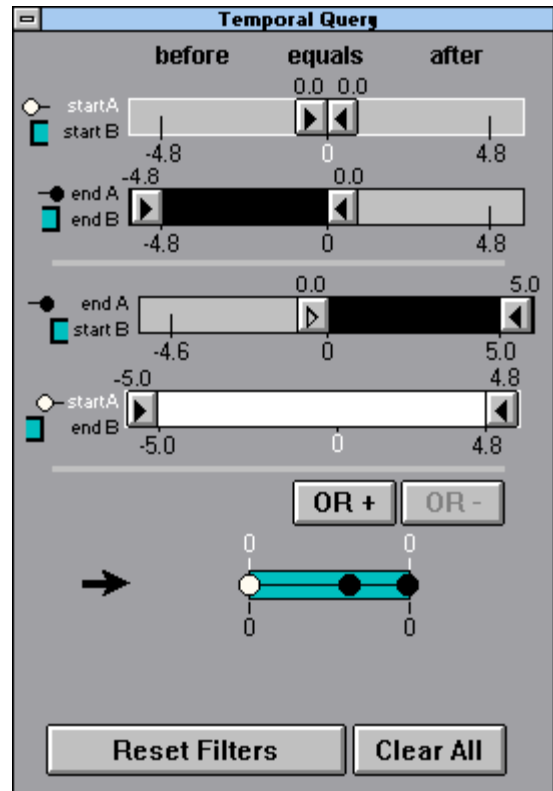 Temporal Query
before equals after
0.0 0.0
startA
start B
-4.8 0 4.8
-4.8 0.0
end A
end B
-4.8 0 4.8
0.0 5.0
end A
start B
-4.6 0 5.0
-5.0 4.8
startA
end B
-5.0 0 4.8
OR + OR -
0 0
0 0
Reset Filters Clear All